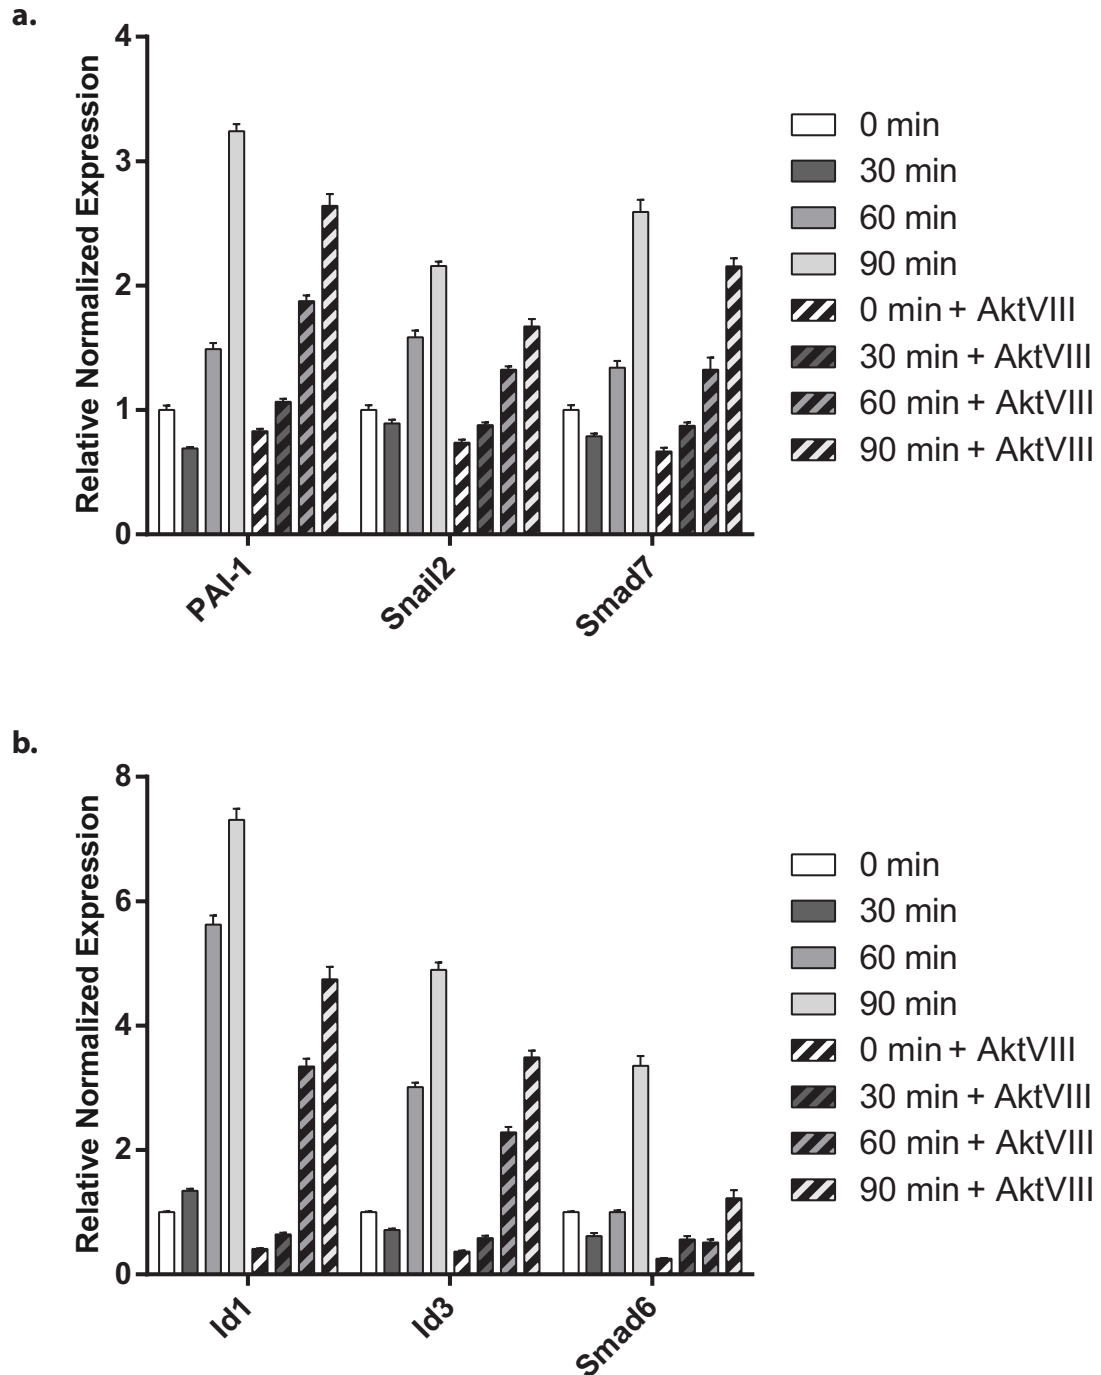 a.
Relative Normalized Expression
4
3
2
1
0
PAI-1
Snail2
Smad7
0 min
30 min
60 min
90 min
0 min + AktVIII
30 min + AktVIII
60 min + AktVIII
90 min + AktVIII
b.
Relative Normalized Expression
8
6
4
2
0
Id1
Id3
Smad6
0 min
30 min
60 min
90 min
0 min + AktVIII
30 min + AktVIII
60 min + AktVIII
90 min + AktVIII